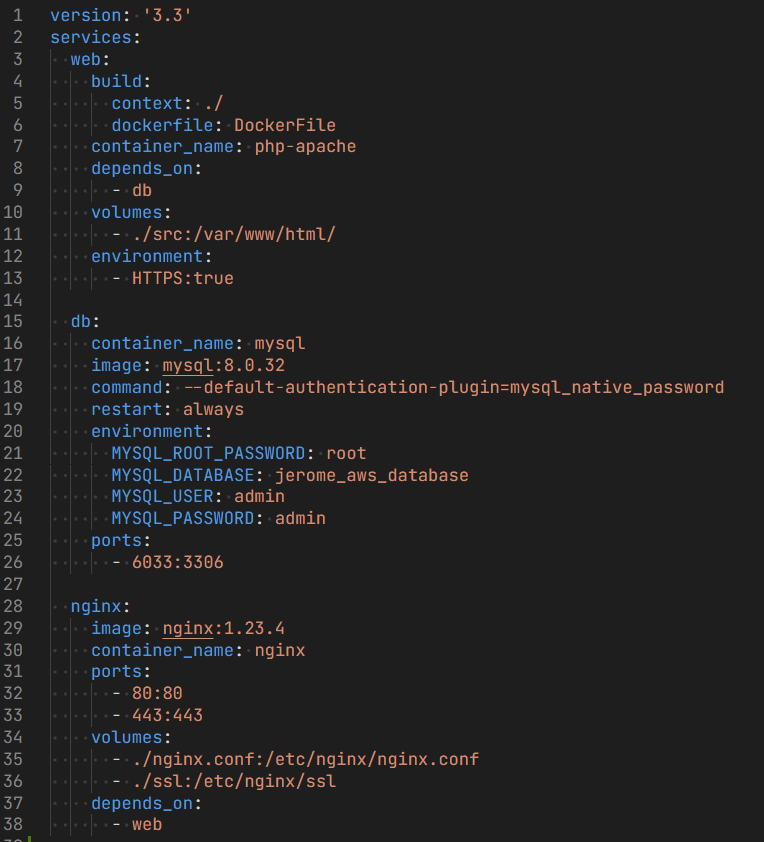 1 version: '3.3'
2 services:
3   web:
4     build:
5       context: ./
6       dockerfile: DockerFile
7     container_name: php-apache
8     depends_on:
9       - db
10     volumes:
11       - ./src:/var/www/html/
12     environment:
13       - HTTPS:true
14
15   db:
16     container_name: mysql
17     image: mysql:8.0.32
18     command: --default-authentication-plugin=mysql_native_password
19     restart: always
20     environment:
21       MYSQL_ROOT_PASSWORD: root
22       MYSQL_DATABASE: jerome_aws_database
23       MYSQL_USER: admin
24       MYSQL_PASSWORD: admin
25     ports:
26       - 6033:3306
27
28   nginx:
29     image: nginx:1.23.4
30     container_name: nginx
31     ports:
32       - 80:80
33       - 443:443
34     volumes:
35       - ./nginx.conf:/etc/nginx/nginx.conf
36       - ./ssl:/etc/nginx/ssl
37     depends_on:
38       - web